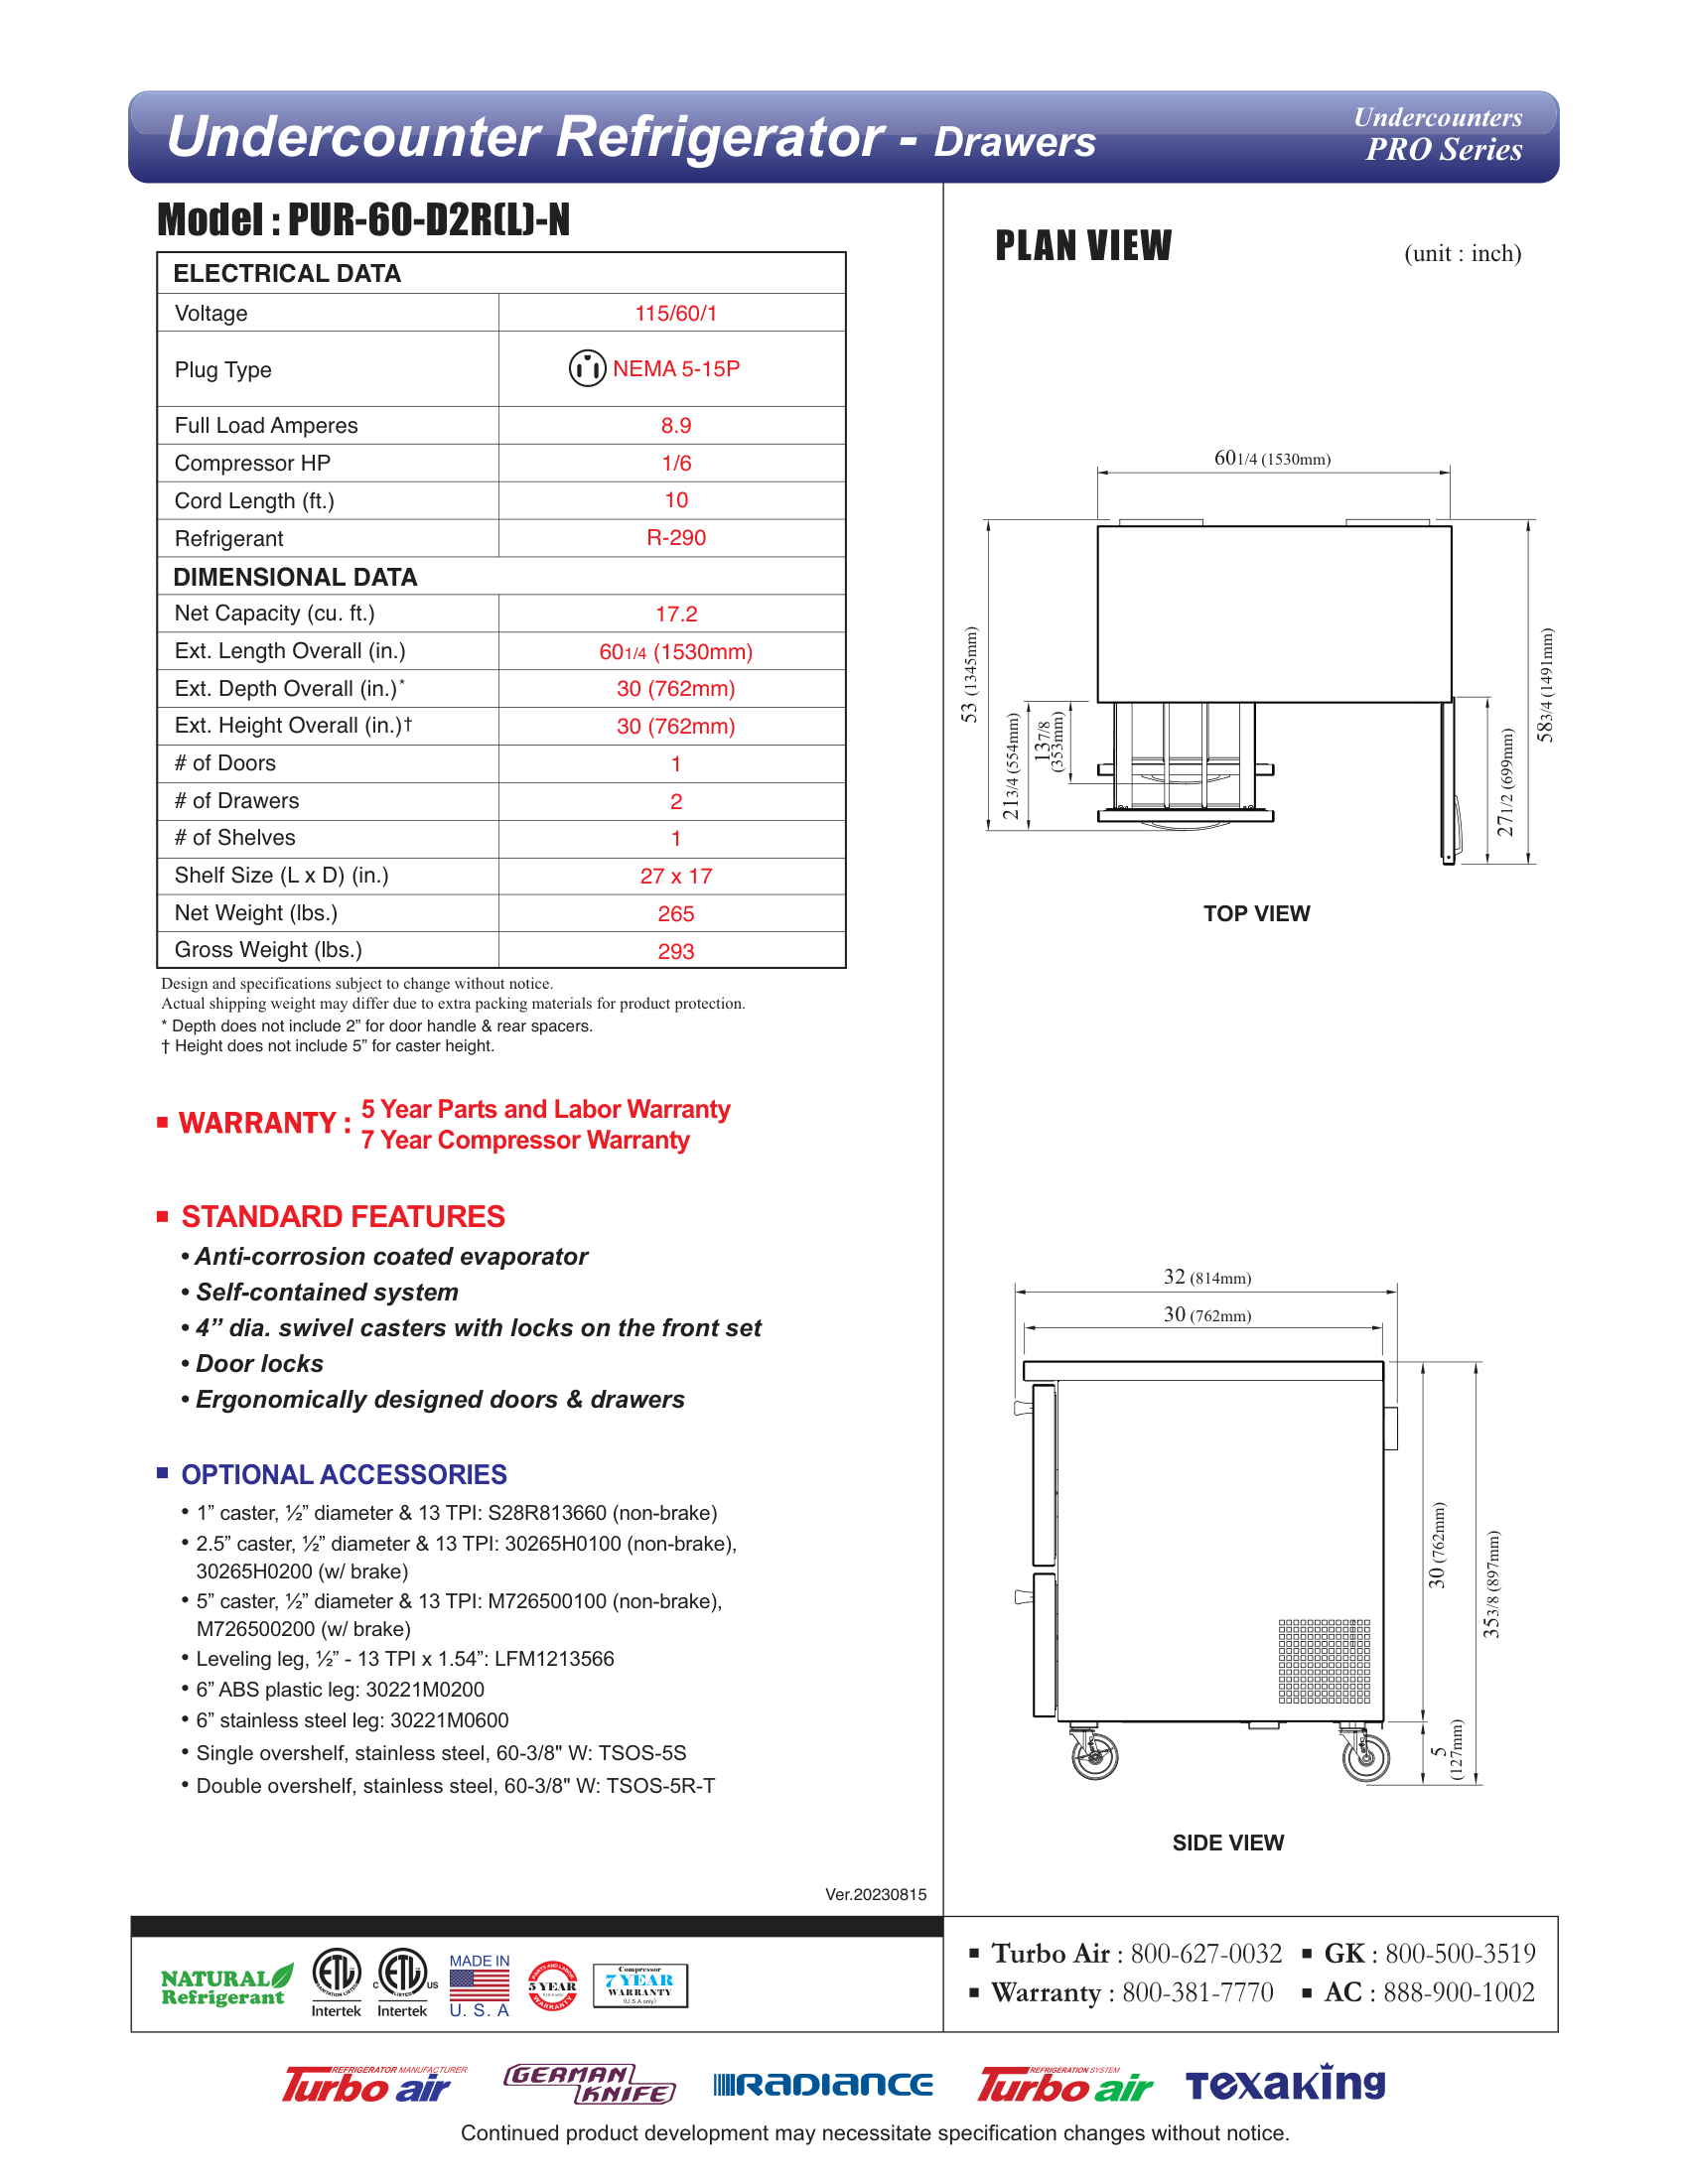 Undercounter Refrigerator - Drawers
Undercounters
PRO Series
Model : PUR-60-D2R(L)-N
ELECTRICAL DATA
Voltage 115/60/1
Plug Type NEMA 5-15P
Full Load Amperes 8.9
Compressor HP 1/6
Cord Length (ft.) 10
Refrigerant R-290
DIMENSIONAL DATA
Net Capacity (cu. ft.) 17.2
Ext. Length Overall (in.) 60 1/4 (1530mm)
Ext. Depth Overall (in.)* 30 (762mm)
Ext. Height Overall (in.)† 30 (762mm)
# of Doors 1
# of Drawers 2
# of Shelves 1
Shelf Size (L x D) (in.) 27 x 17
Net Weight (lbs.) 265
Gross Weight (lbs.) 293
Design and specifications subject to change without notice.
Actual shipping weight may differ due to extra packing materials for product protection.
* Depth does not include 2” for door handle & rear spacers.
† Height does not include 5” for caster height.
WARRANTY : 5 Year Parts and Labor Warranty
7 Year Compressor Warranty
STANDARD FEATURES
• Anti-corrosion coated evaporator
• Self-contained system
• 4” dia. swivel casters with locks on the front set
• Door locks
• Ergonomically designed doors & drawers
OPTIONAL ACCESSORIES
• 1” caster, ½” diameter & 13 TPI: S28R813660 (non-brake)
• 2.5” caster, ½” diameter & 13 TPI: 30265H0100 (non-brake),
30265H0200 (w/ brake)
• 5” caster, ½” diameter & 13 TPI: M726500100 (non-brake),
M726500200 (w/ brake)
• Leveling leg, ½” - 13 TPI x 1.54”: LFM1213566
• 6” ABS plastic leg: 30221M0200
• 6” stainless steel leg: 30221M0600
• Single overshelf, stainless steel, 60-3/8" W: TSOS-5S
• Double overshelf, stainless steel, 60-3/8" W: TSOS-5R-T
Ver.20230815
PLAN VIEW
(unit : inch)
60 1/4 (1530mm)
53 (1345mm)
21 3/4 (554mm)
13 7/8
(353mm)
27 1/2 (699mm)
58 3/4 (1491mm)
TOP VIEW
32 (814mm)
30 (762mm)
30 (762mm)
35 3/8 (897mm)
5
(127mm)
SIDE VIEW
NATURAL
Refrigerant
ETL
SANITATION LISTED
Intertek
C ETL US
LISTED
Intertek
MADE IN
U. S. A
PARTS AND LABOR
5 YEAR
(U.S.A only)
WARRANTY
Compressor
7 YEAR
WARRANTY
(U.S.A only)
Turbo Air : 800-627-0032
GK : 800-500-3519
Warranty : 800-381-7770
AC : 888-900-1002
REFRIGERATOR MANUFACTURER
Turbo air
GERMAN
KNIFE
RADIANCE
REFRIGERATION SYSTEM
Turbo air
TEXAKING
Continued product development may necessitate specification changes without notice.